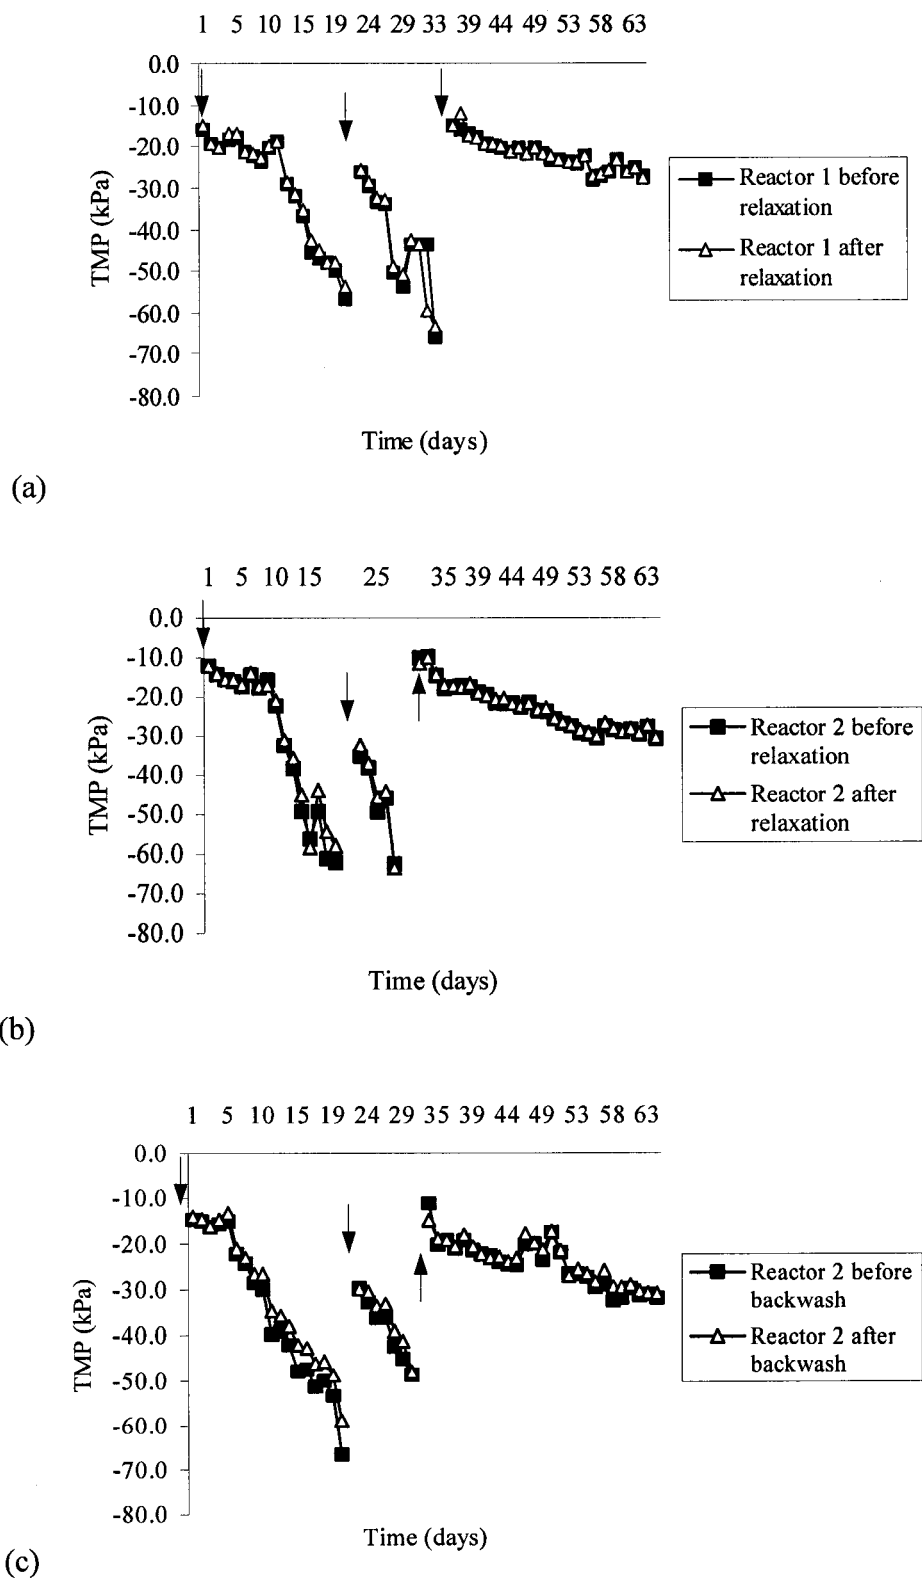 1 5 10 15 19 24 29 33 39 44 49 53 58 63
0.0
-10.0
-20.0
-30.0
-40.0
-50.0
-60.0
-70.0
-80.0
TMP (kPa)
Time (days)
Reactor 1 before
relaxation
Reactor 1 after
relaxation
(a)
1 5 10 15 25 35 39 44 49 53 58 63
0.0
-10.0
-20.0
-30.0
-40.0
-50.0
-60.0
-70.0
-80.0
TMP (kPa)
Time (days)
Reactor 2 before
relaxation
Reactor 2 after
relaxation
(b)
1 5 10 15 19 24 29 35 39 44 49 53 58 63
0.0
-10.0
-20.0
-30.0
-40.0
-50.0
-60.0
-70.0
-80.0
TMP (kPa)
Time (days)
Reactor 2 before
backwash
Reactor 2 after
backwash
(c)